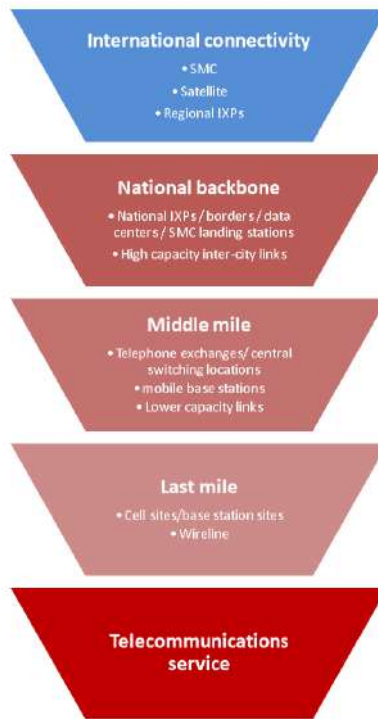 International connectivity
• SMC
• Satellite
• Regional IXPs
National backbone
• National IXPs/borders/data
centers/SMC landing stations
• High capacity inter-city links
Middle mile
• Telephone exchanges/central
switching locations
• mobile base stations
• Lower capacity links
Last mile
• Cell sites/base station sites
• Wireline
Telecommunications
service